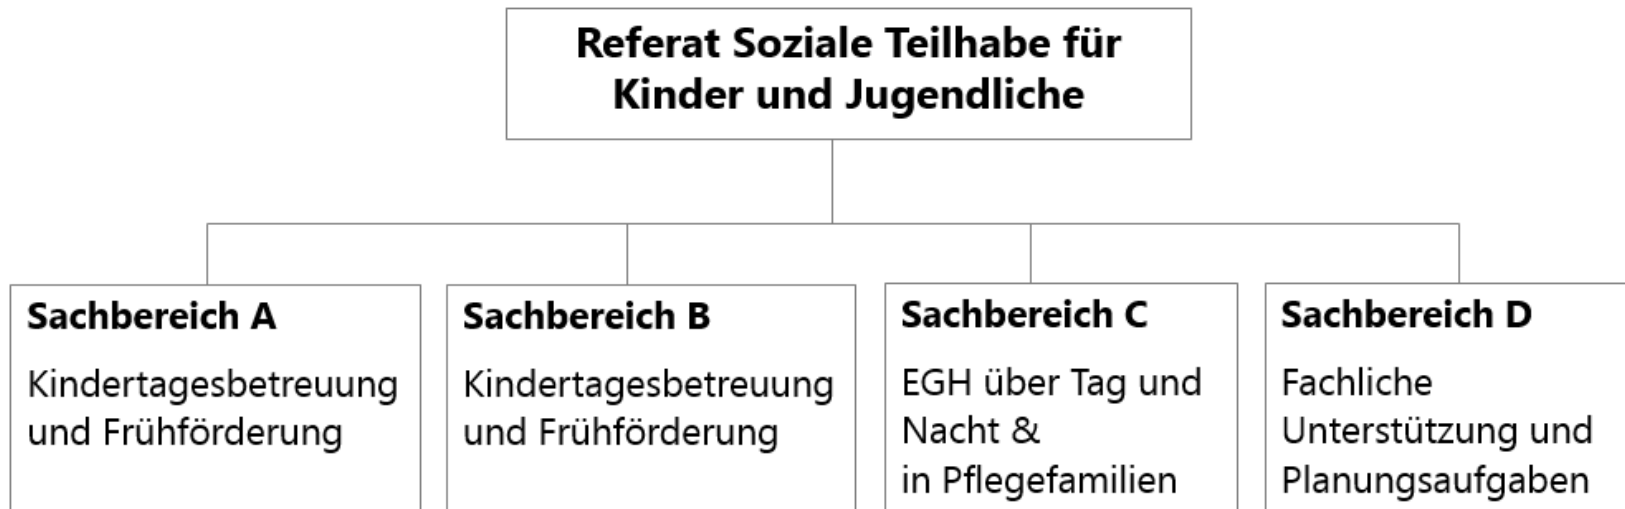 Referat Soziale Teilhabe für
Kinder und Jugendliche
Sachbereich A
Kindertagesbetreuung
und Frühförderung
Sachbereich B
Kindertagesbetreuung
und Frühförderung
Sachbereich C
EGH über Tag und
Nacht &
in Pflegefamilien
Sachbereich D
Fachliche
Unterstützung und
Planungsaufgaben